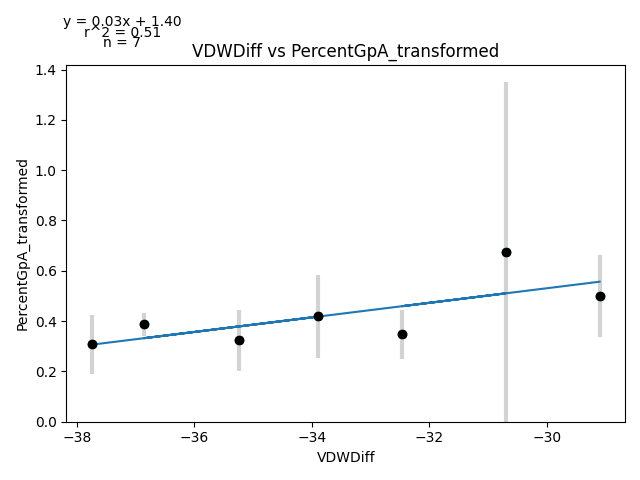 y = 0.03x + 1.40
r^2 = 0.51
n = 7
VDWDiff vs PercentGpA_transformed
1.4
1.2
1.0
0.8
0.6
0.4
0.2
0.0
PercentGpA_transformed
−38
−36
−34
−32
−30
VDWDiff